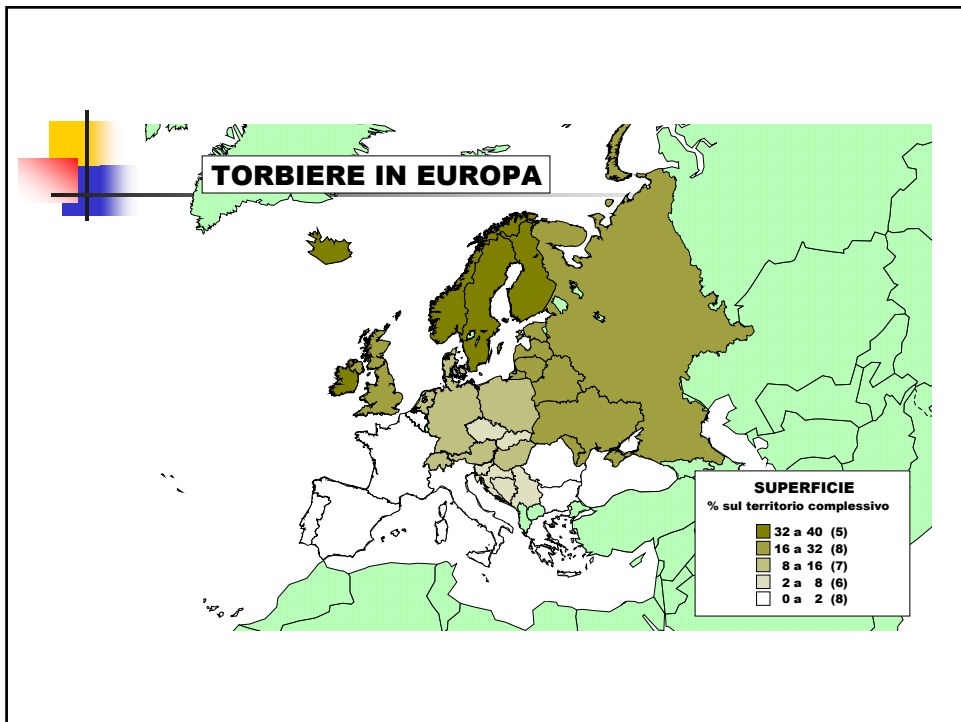 TORBIERE IN EUROPA
SUPERFICIE
% sul territorio complessivo
32 a 40 (5)
16 a 32 (8)
8 a 16 (7)
2 a 8 (6)
0 a 2 (8)